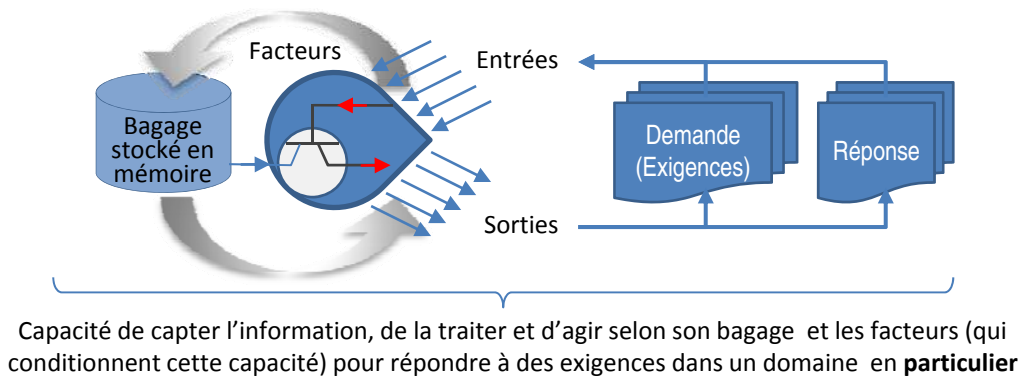 Facteurs
Entrées
Bagage
stocké en
mémoire
Demande
(Exigences)
Réponse
Sorties
Capacité de capter l’information, de la traiter et d’agir selon son bagage et les facteurs (qui
conditionnent cette capacité) pour répondre à des exigences dans un domaine en particulier